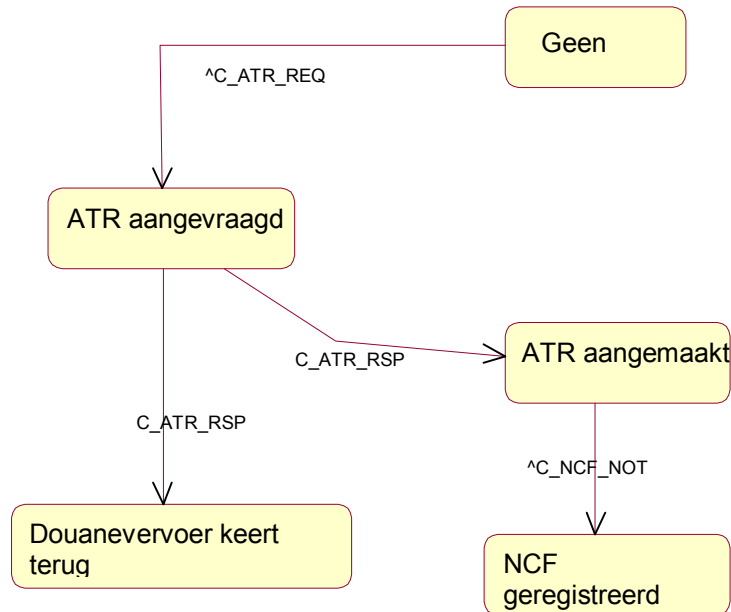 Geen
^C_ATR_REQ
ATR aangevraagd
C_ATR_RSP
ATR aangemaakt
C_ATR_RSP
^C_NCF_NOT
Douanevervoer keert
terug
NCF
geregistreerd